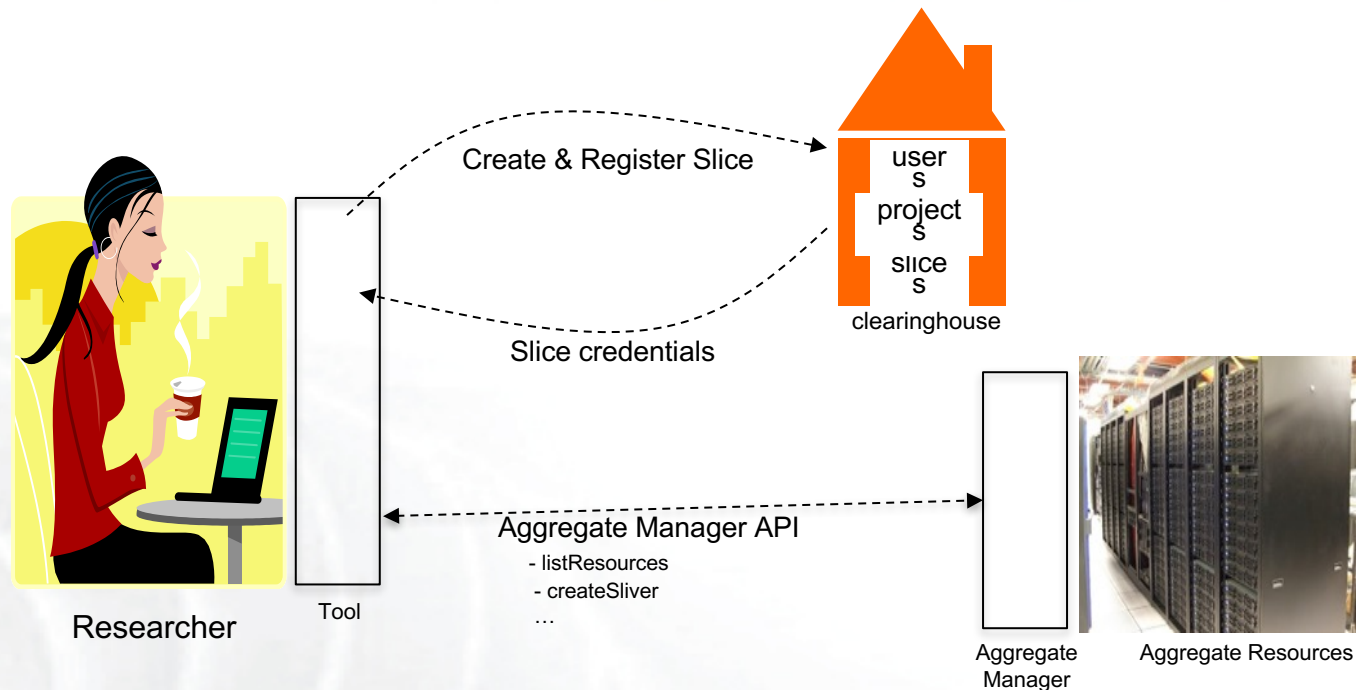 Create & Register Slice
user
s
project
s
slice
s
clearinghouse
Slice credentials
Aggregate Manager API
- listResources
- createSliver
...
Tool
Researcher
Aggregate
Manager
Aggregate Resources